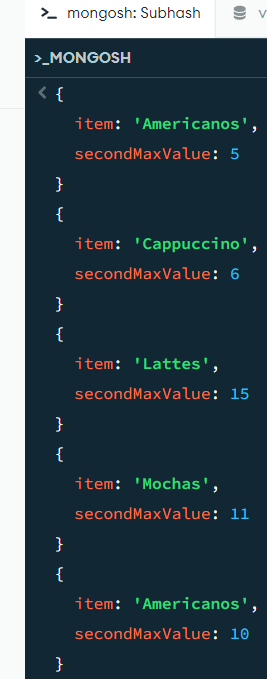 >_ mongosh: Subhash
>_MONGOSH
< {
item: 'Americanos',
secondMaxValue: 5
}
{
item: 'Cappuccino',
secondMaxValue: 6
}
{
item: 'Lattes',
secondMaxValue: 15
}
{
item: 'Mochas',
secondMaxValue: 11
}
{
item: 'Americanos',
secondMaxValue: 10
}